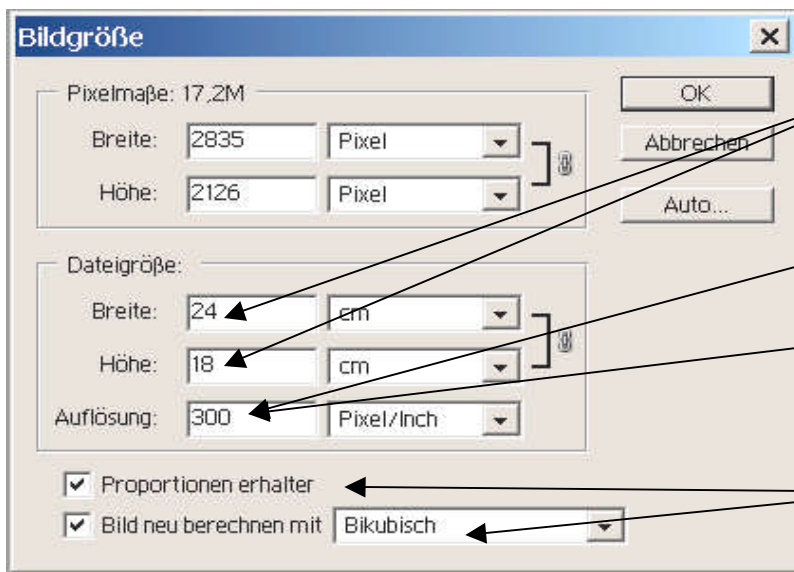 Bildgröße
Pixelmaße: 17,2M
Breite: 2835 Pixel
Höhe: 2126 Pixel
OK
Abbrechen
Auto...
Dateigröße:
Breite: 24 cm
Höhe: 18 cm
Auflösung: 300 Pixel/Inch
Proportionen erhalter
Bild neu berechnen mit Bikubisch